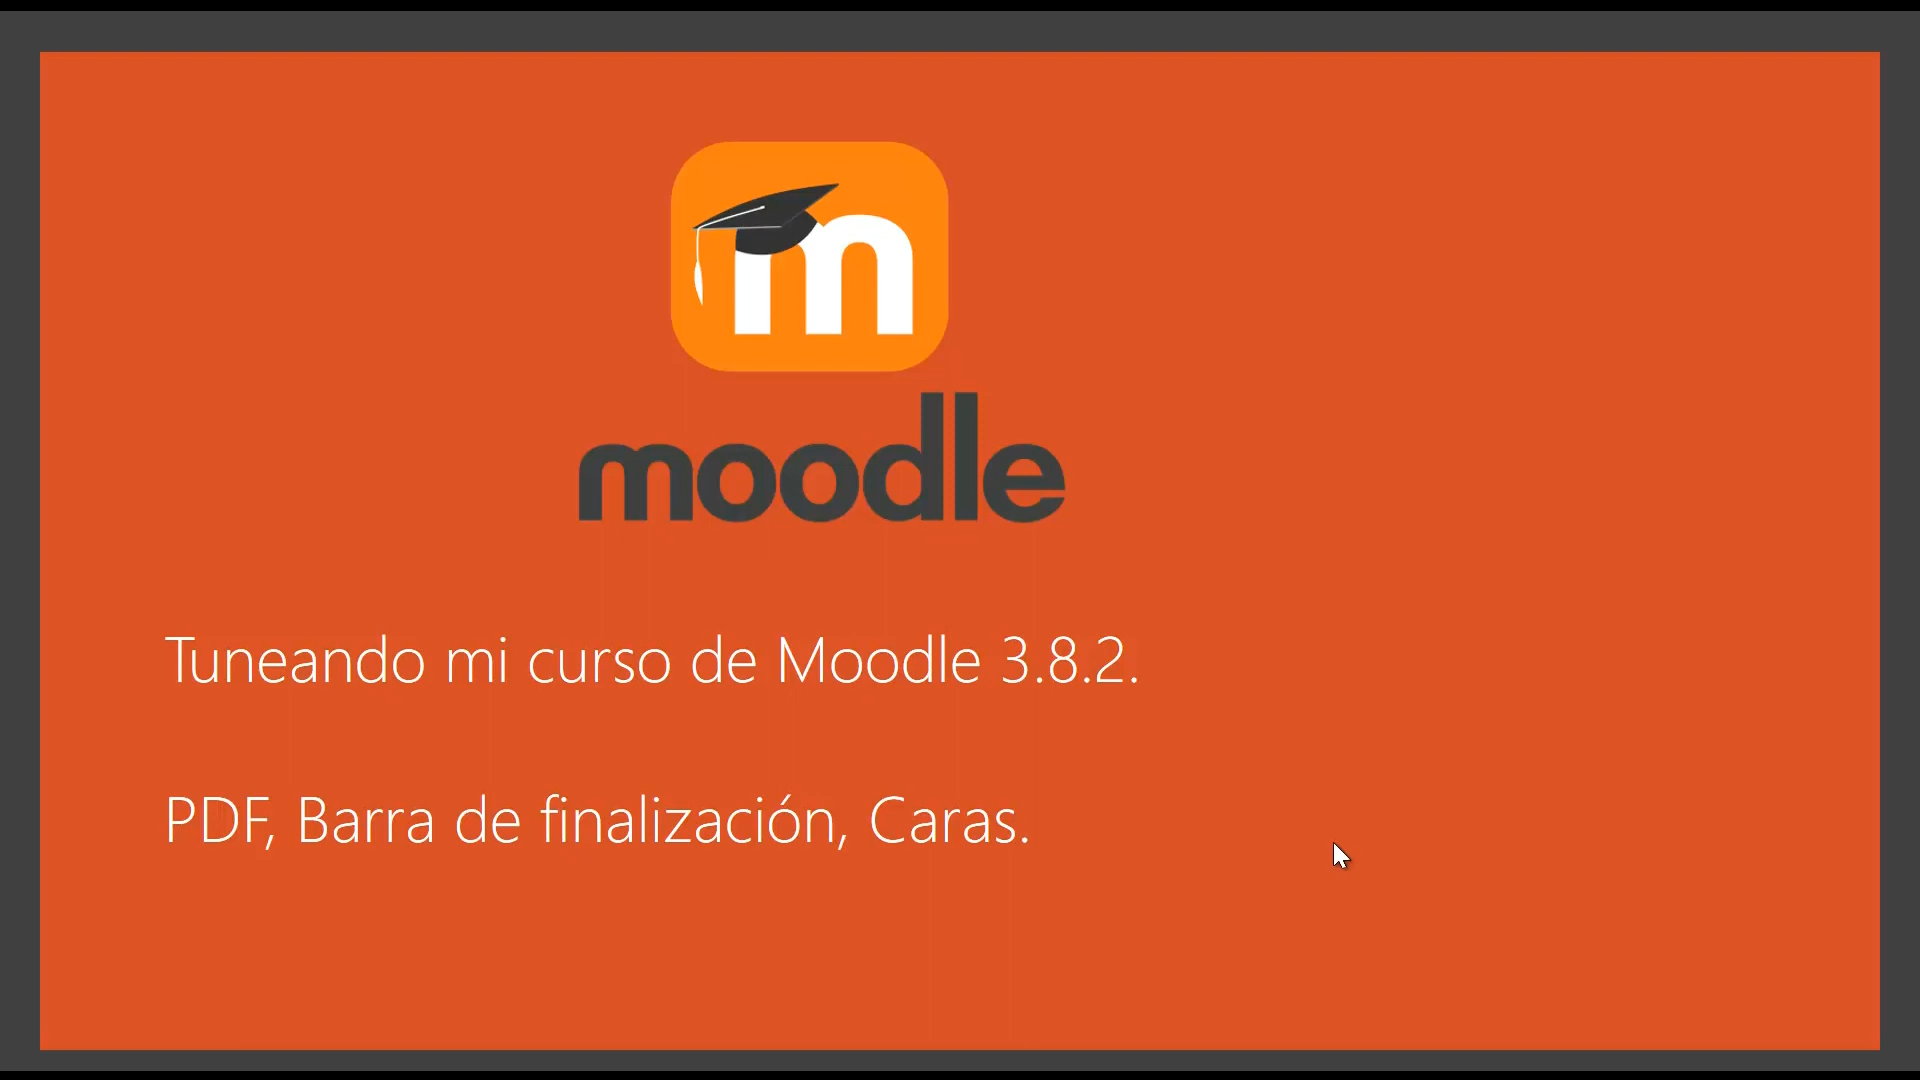 m
moodle
Tuneando mi curso de Moodle 3.8.2.
PDF, Barra de finalización, Caras.